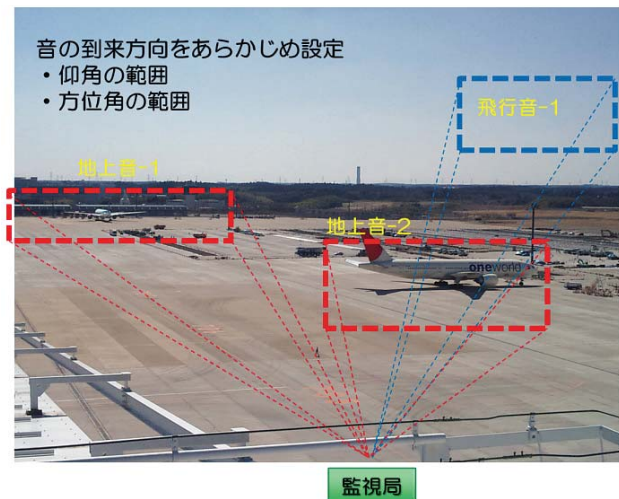 音の到来方向をあらかじめ設定
・仰角の範囲
・方位角の範囲
飛行音-1
地上音-1
地上音-2
oneworld
監視局